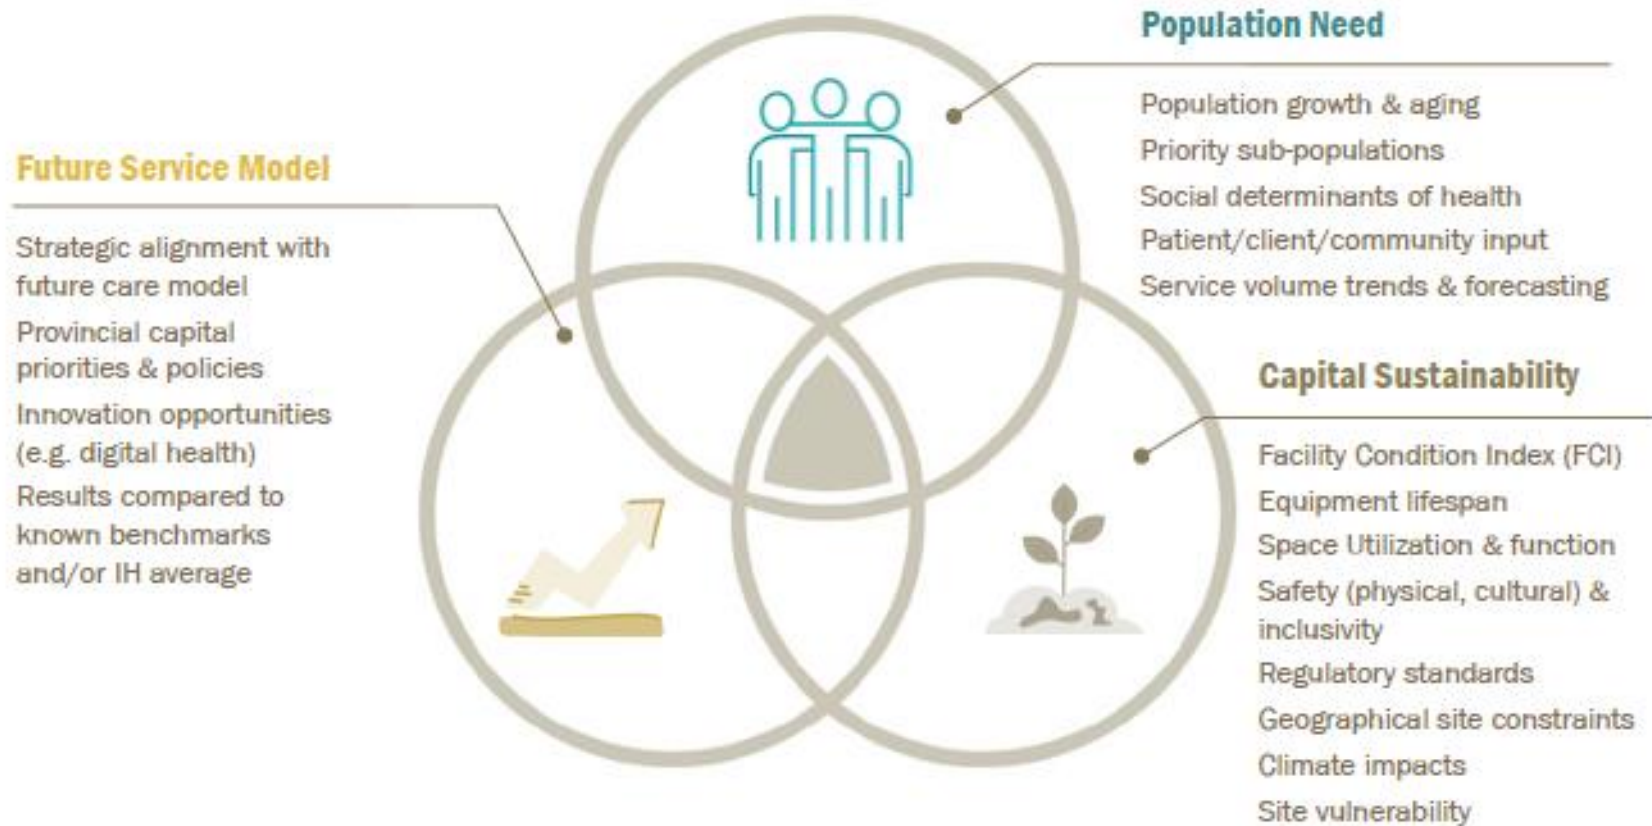 Population Need
Population growth & aging
Priority sub-populations
Social determinants of health
Patient/client/community input
Service volume trends & forecasting
Future Service Model
Strategic alignment with
future care model
Provincial capital
priorities & policies
Innovation opportunities
(e.g. digital health)
Results compared to
known benchmarks
and/or IH average
Capital Sustainability
Facility Condition Index (FCI)
Equipment lifespan
Space Utilization & function
Safety (physical, cultural) &
inclusivity
Regulatory standards
Geographical site constraints
Climate impacts
Site vulnerability